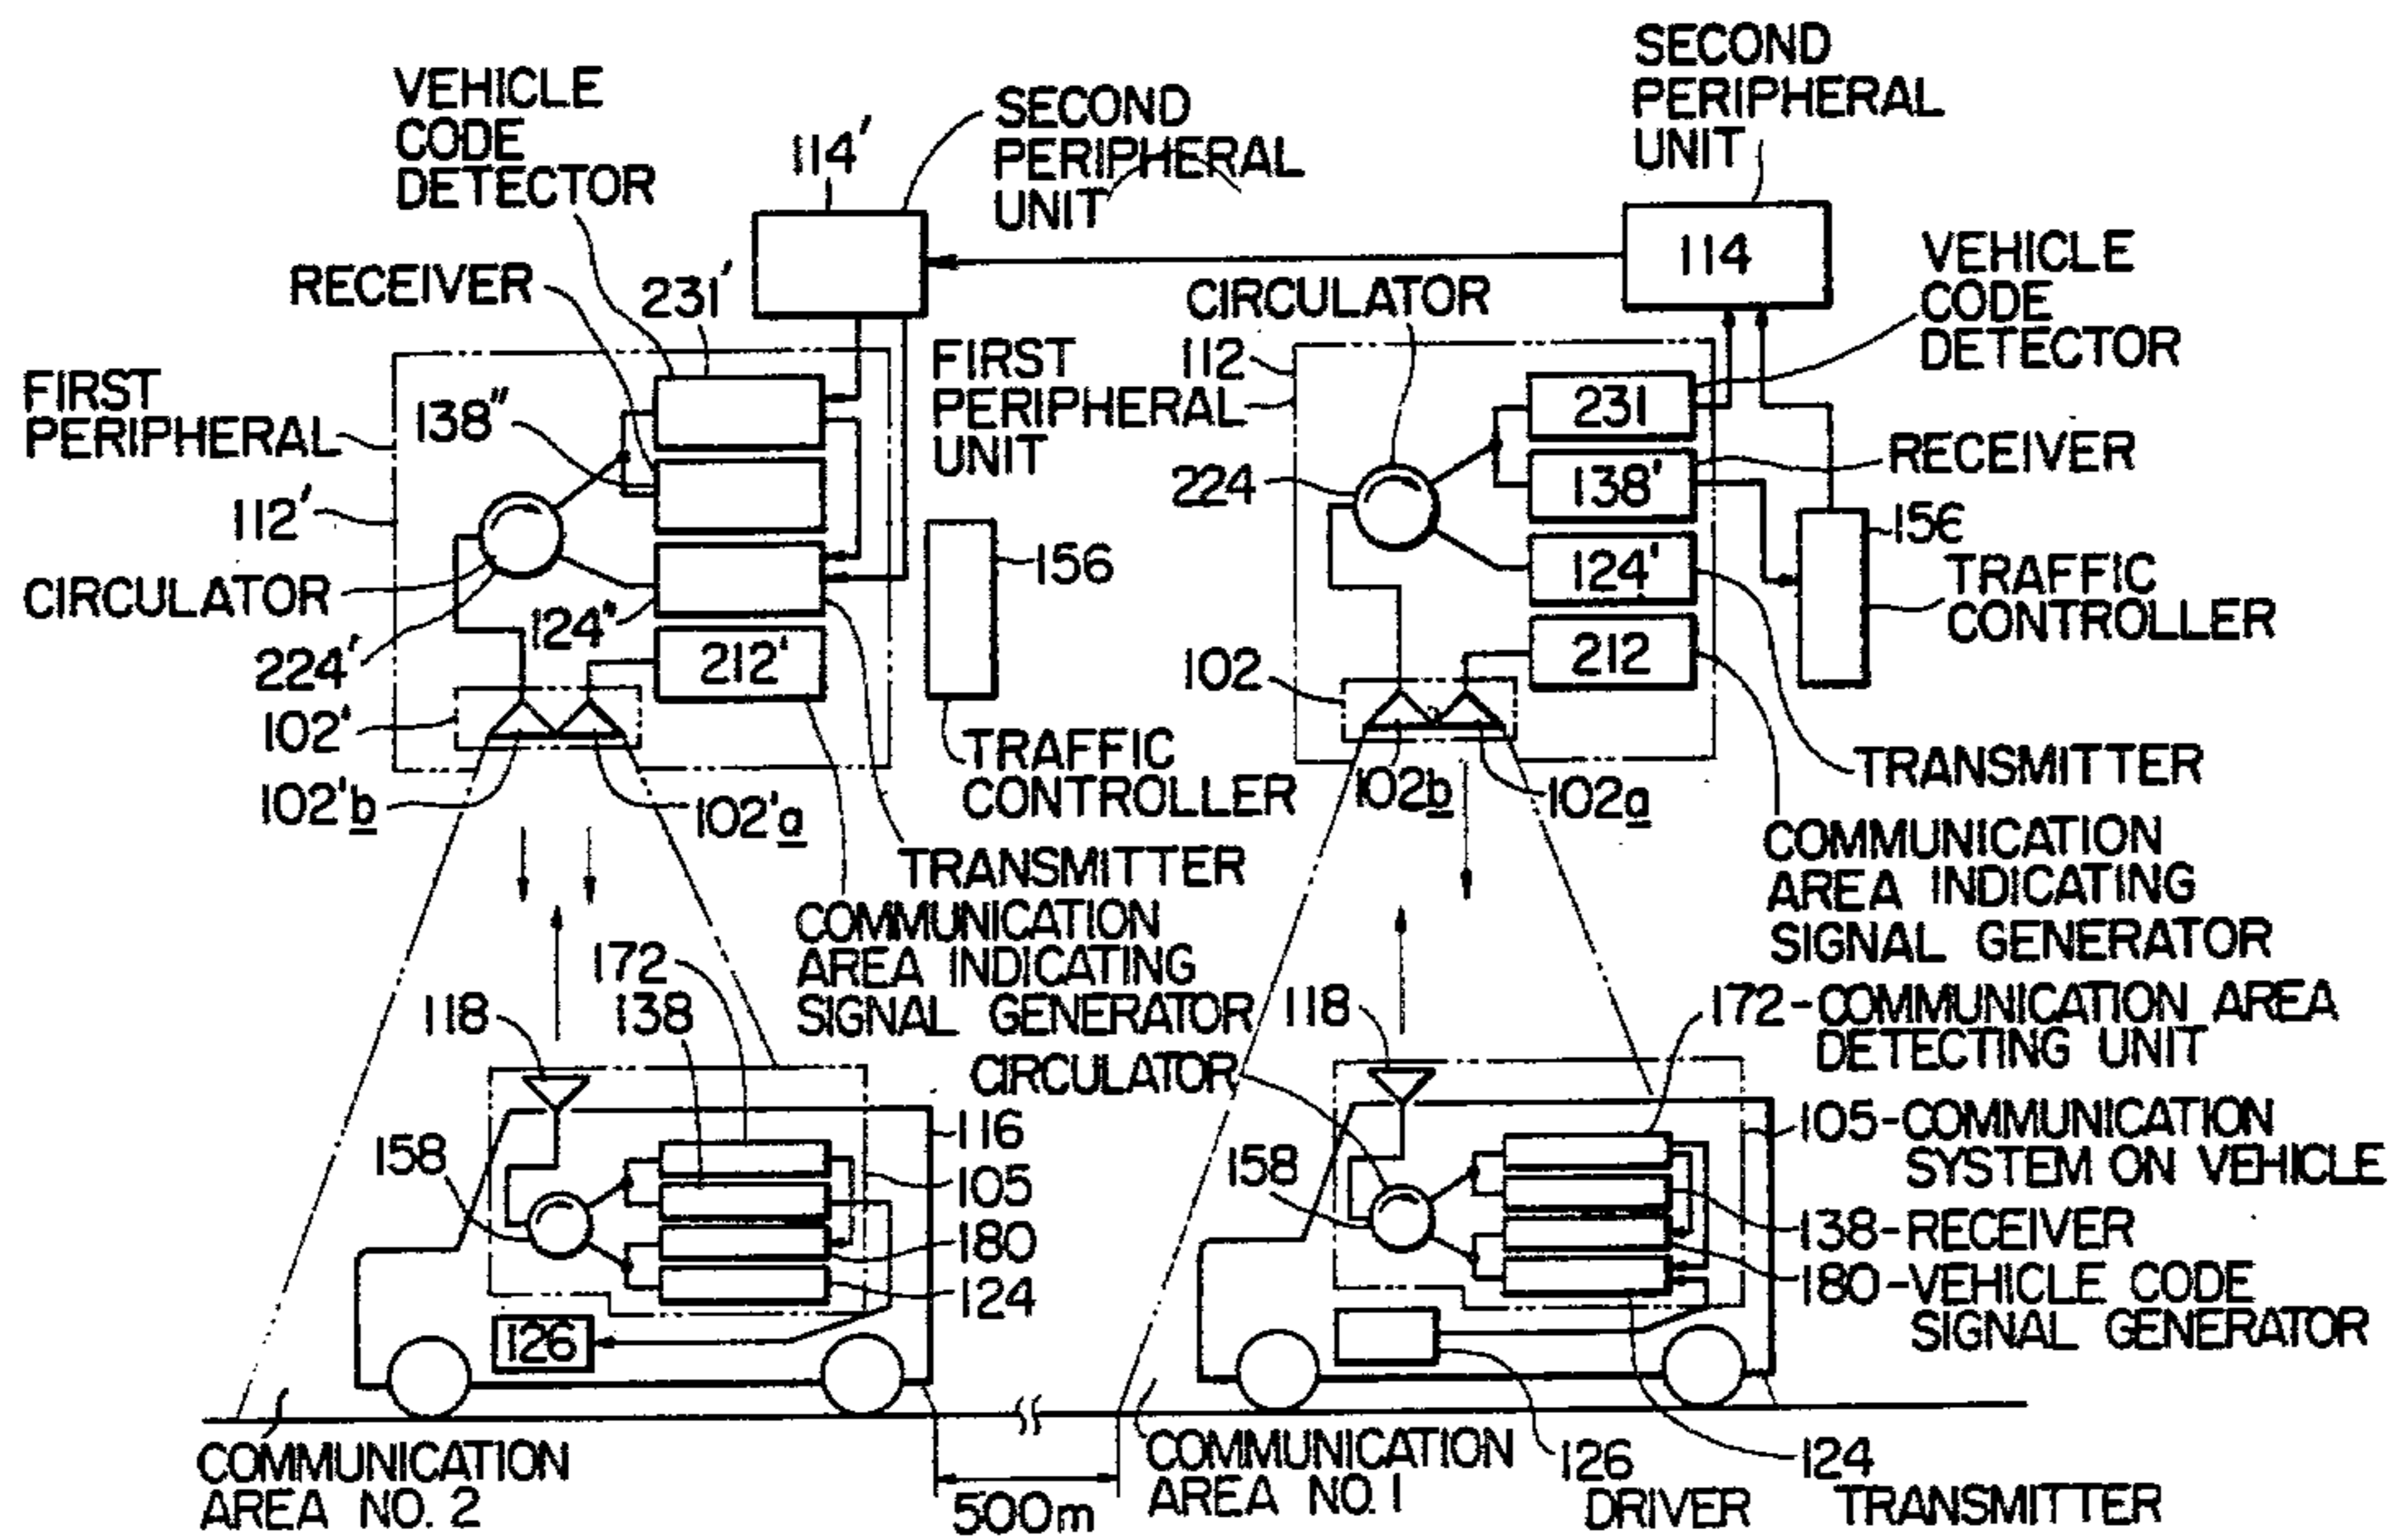 VEHICLE
CODE
DETECTOR
114'
SECOND
PERIPHERAL
UNIT
SECOND
PERIPHERAL
UNIT
114
VEHICLE
CODE
DETECTOR
RECEIVER
231'
CIRCULATOR
FIRST
PERIPHERAL
138"
112'
CIRCULATOR
224'
124"
212'
102'
102'b
102'a
156
TRAFFIC
CONTROLLER
TRANSMITTER
COMMUNICATION
AREA INDICATING
SIGNAL GENERATOR
112
FIRST
PERIPHERAL
UNIT
224
231
138'
124'
212
RECEIVER
156
TRAFFIC
CONTROLLER
102
102b
102a
TRANSMITTER
COMMUNICATION
AREA INDICATING
SIGNAL GENERATOR
172
138
118
158
116
105
180
124
126
CIRCULATOR
118
158
172-COMMUNICATION AREA
DETECTING UNIT
105-COMMUNICATION
SYSTEM ON VEHICLE
138-RECEIVER
180-VEHICLE CODE
SIGNAL GENERATOR
COMMUNICATION
AREA NO. 2
500m
COMMUNICATION
AREA NO. 1
126
DRIVER
124
TRANSMITTER